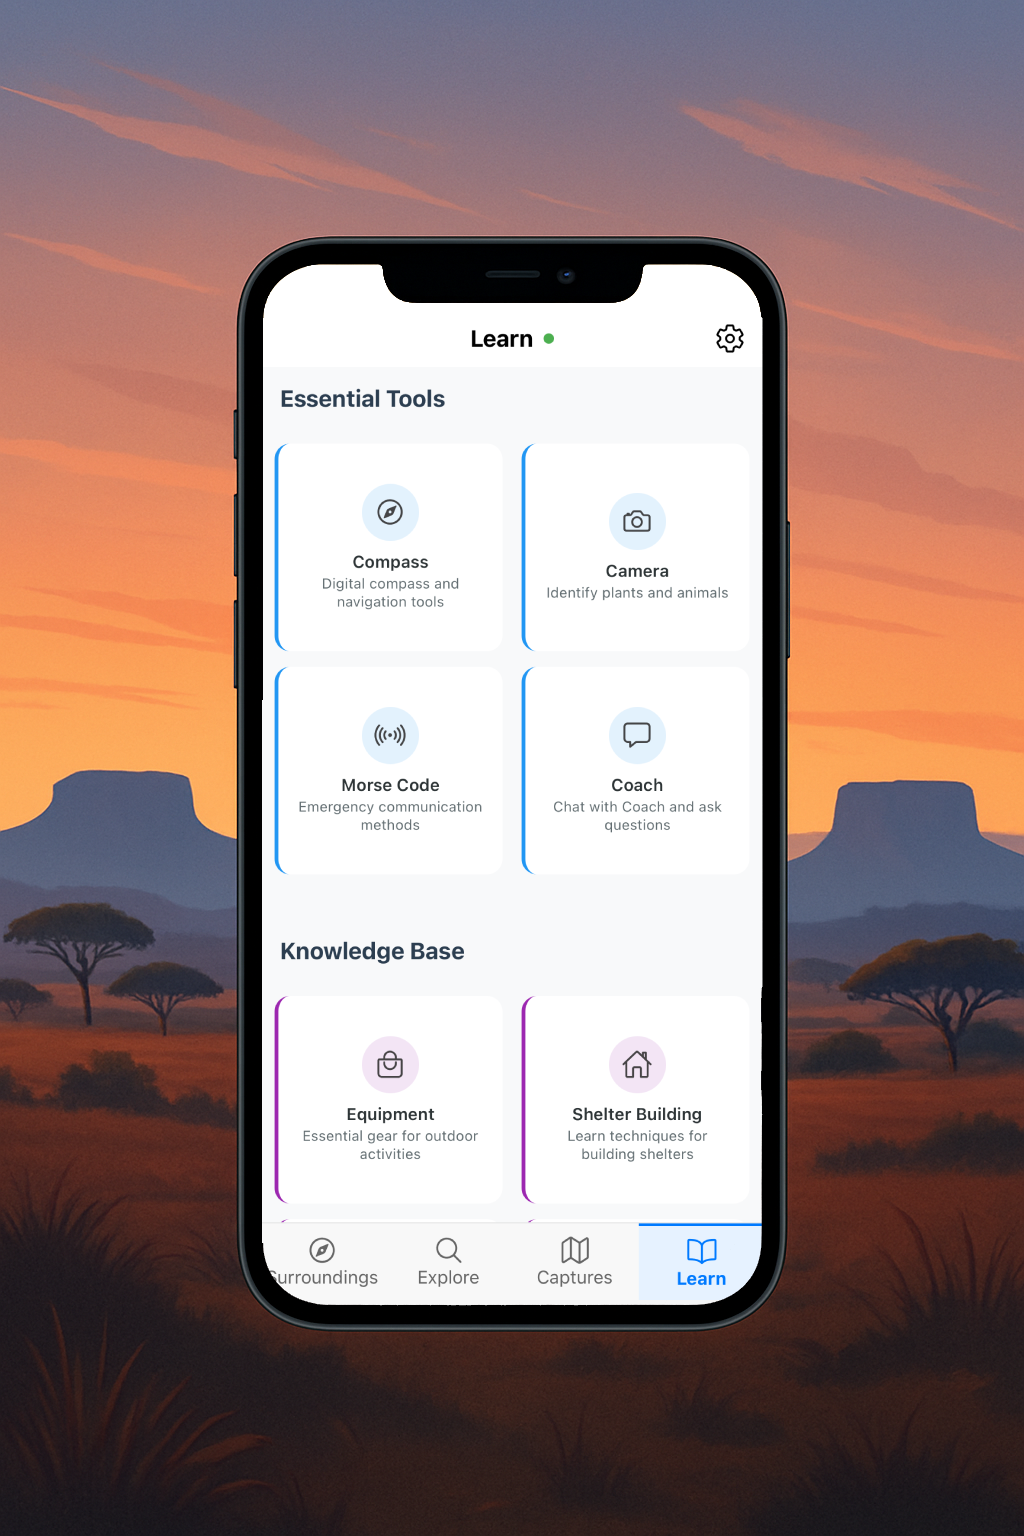 Learn
Essential Tools
Compass
Digital compass and
navigation tools
Camera
Identify plants and animals
Morse Code
Emergency communication
methods
Coach
Chat with Coach and ask
questions
Knowledge Base
Equipment
Essential gear for outdoor
activities
Shelter Building
Learn techniques for
building shelters
Surroundings
Explore
Captures
Learn